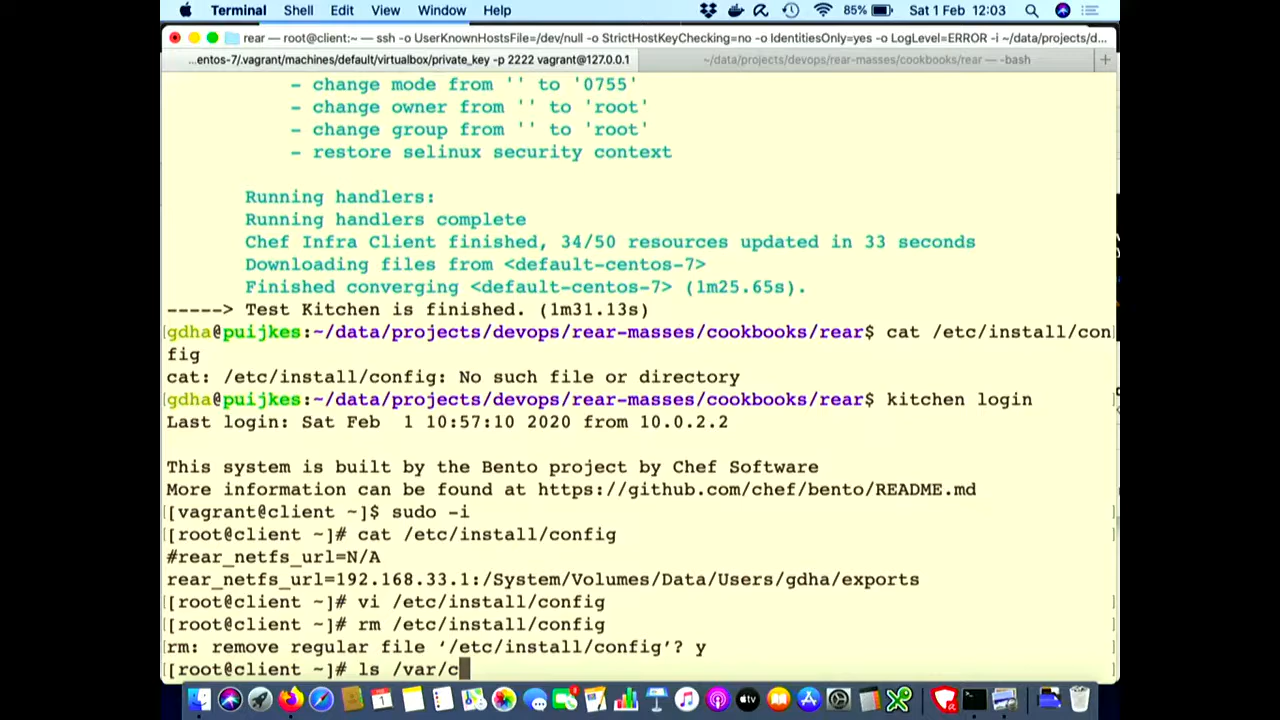 Terminal Shell Edit View Window Help 85% Sat 1 Feb 12:03
rear — root@client:~ — ssh -o UserKnownHostsFile=/dev/null -o StrictHostKeyChecking=no -o IdentitiesOnly=yes -o LogLevel=ERROR -i ~/data/projects/d...
...entos-7/.vagrant/machines/default/virtualbox/private_key -p 2222 vagrant@127.0.0.1 ~/data/projects/devops/rear-masses/cookbooks/rear — -bash +
- change mode from '' to '0755'
- change owner from '' to 'root'
- change group from '' to 'root'
- restore selinux security context
Running handlers:
Running handlers complete
Chef Infra Client finished, 34/50 resources updated in 33 seconds
Downloading files from <default-centos-7>
Finished converging <default-centos-7> (1m25.65s).
-----> Test Kitchen is finished. (1m31.13s)
[gdha@puijkes:~/data/projects/devops/rear-masses/cookbooks/rear$ cat /etc/install/con
fig ]
cat: /etc/install/config: No such file or directory
[gdha@puijkes:~/data/projects/devops/rear-masses/cookbooks/rear$ kitchen login ]
Last login: Sat Feb  1 10:57:10 2020 from 10.0.2.2
This system is built by the Bento project by Chef Software
More information can be found at https://github.com/chef/bento/README.md
[[vagrant@client ~]$ sudo -i ]
[[root@client ~]# cat /etc/install/config ]
#rear_netfs_url=N/A
rear_netfs_url=192.168.33.1:/System/Volumes/Data/Users/gdha/exports
[[root@client ~]# vi /etc/install/config ]
[[root@client ~]# rm /etc/install/config ]
rm: remove regular file ‘/etc/install/config’? y
[root@client ~]# ls /var/c